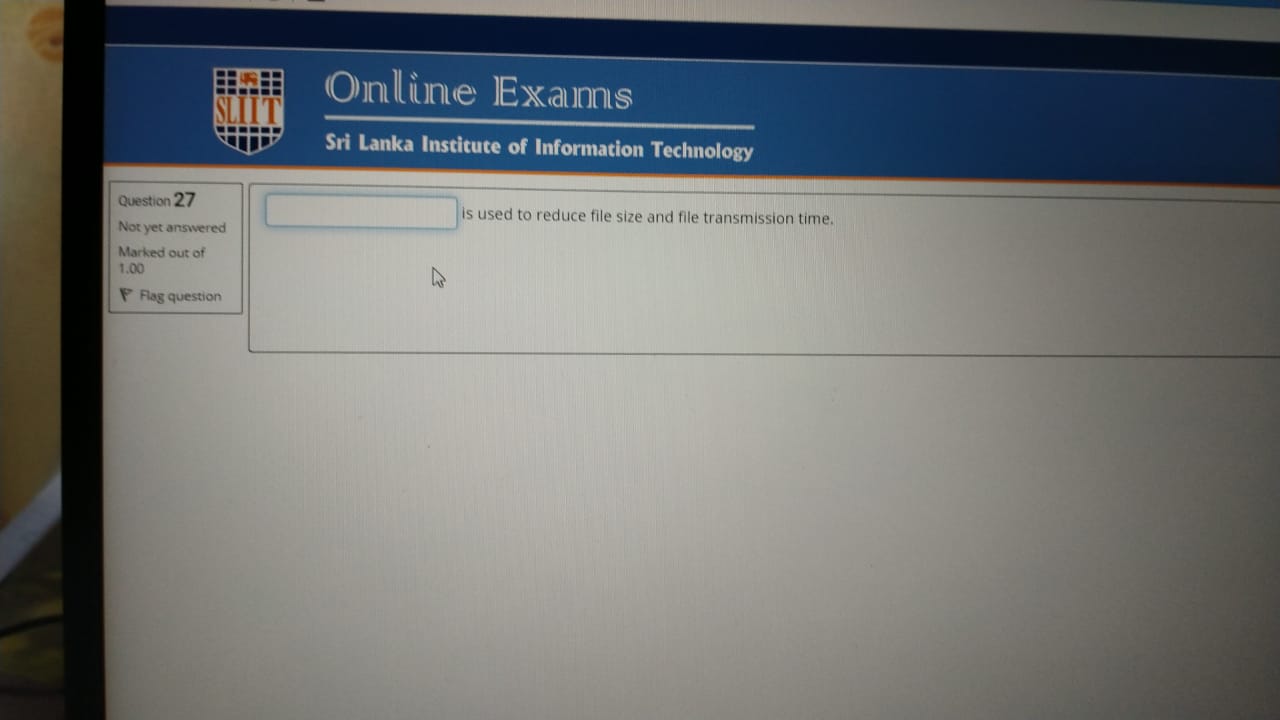 SLIIT
Online Exams
Sri Lanka Institute of Information Technology
Question 27
Not yet answered
Marked out of
1.00
Flag question
is used to reduce file size and file transmission time.